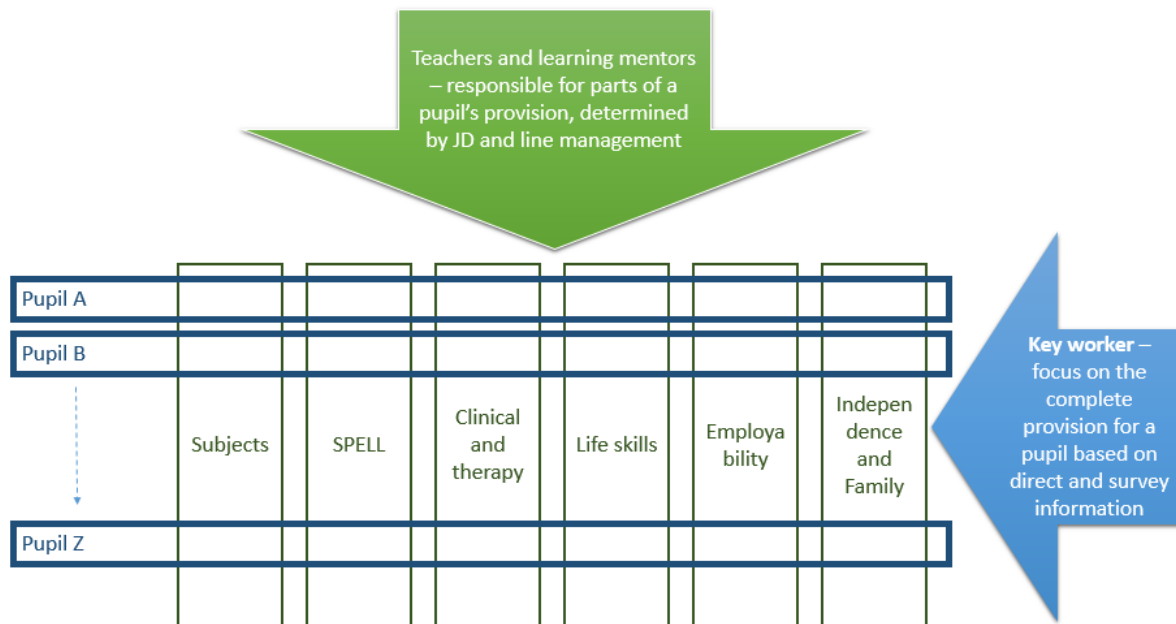 Teachers and learning mentors
– responsible for parts of a
pupil's provision, determined
by JD and line management
Pupil A
Pupil B
Subjects
SPELL
Clinical
and
therapy
Life skills
Employa
bility
Indepen
dence
and
Family
Key worker –
focus on the
complete
provision for a
pupil based on
direct and survey
information
Pupil Z